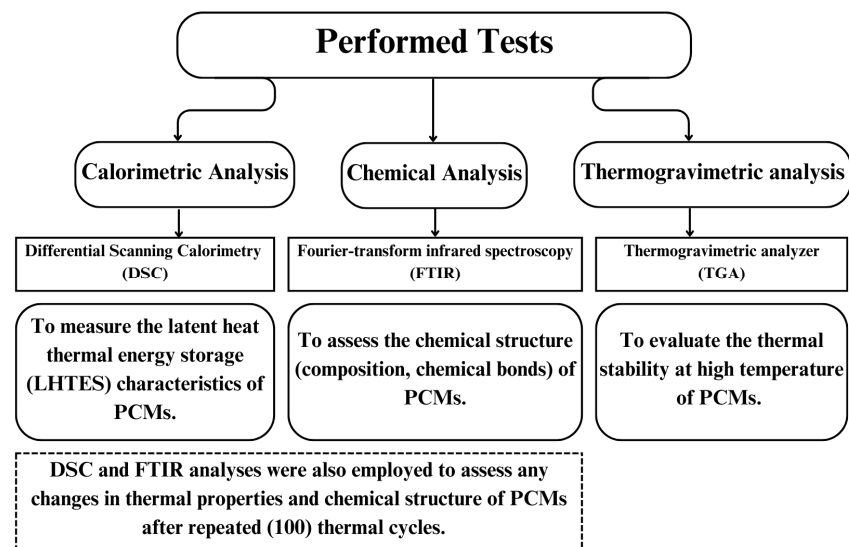 Performed Tests
Calorimetric Analysis
Chemical Analysis
Thermogravimetric analysis
Differential Scanning Calorimetry
(DSC)
Fourier-transform infrared spectroscopy
(FTIR)
Thermogravimetric analyzer
(TGA)
To measure the latent heat
thermal energy storage
(LHTES) characteristics of
PCMs.
To assess the chemical structure
(composition, chemical bonds) of
PCMs.
To evaluate the thermal
stability at high temperature
of PCMs.
DSC and FTIR analyses were also employed to assess any
changes in thermal properties and chemical structure of PCMs
after repeated (100) thermal cycles.